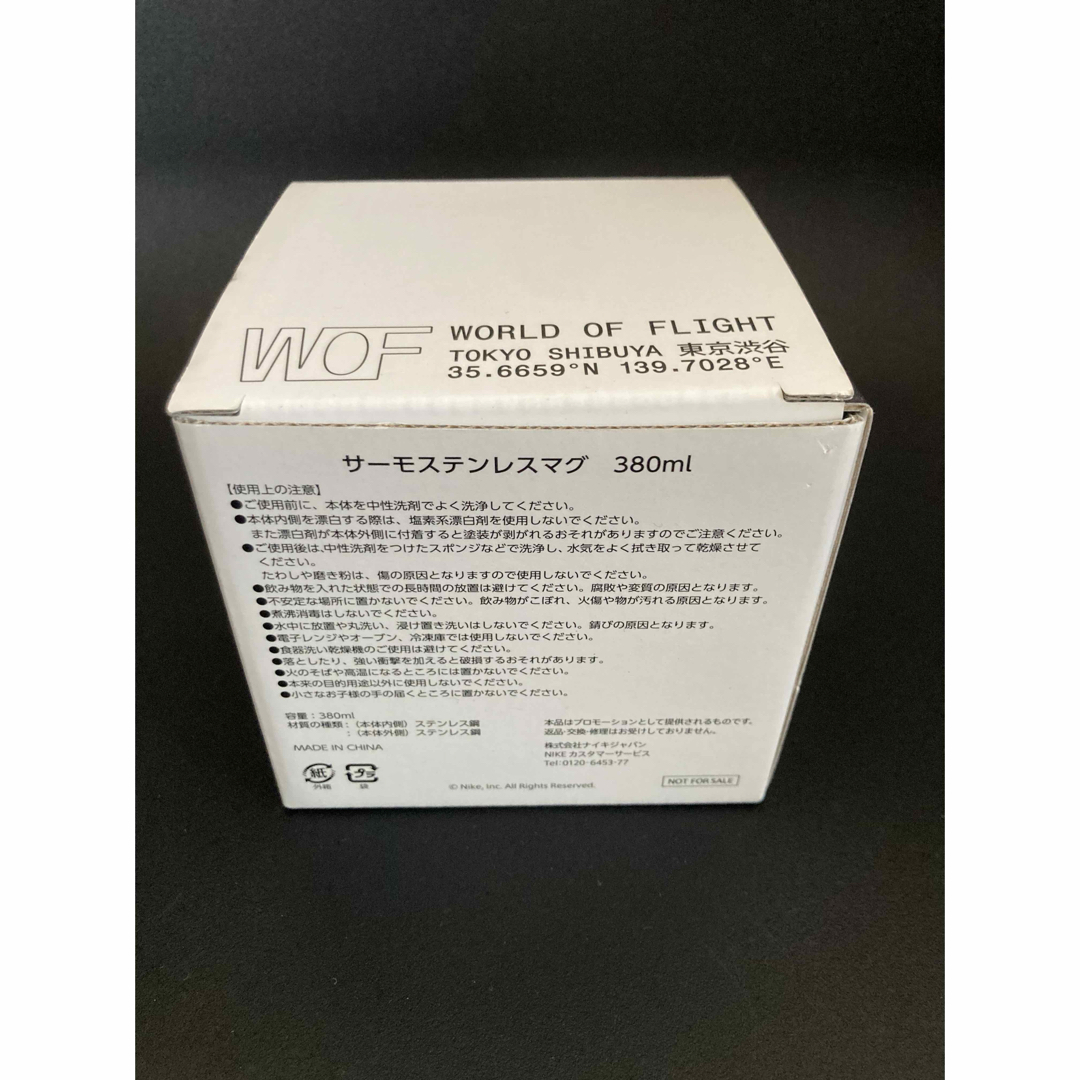 WOF
WORLD OF FLIGHT
TOKYO SHIBUYA 東京渋谷
35.6659°N 139.7028°E
サーモステンレスマグ 380ml
【使用上の注意】
●ご使用前に、本体を中性洗剤でよく洗浄してください。
●本体内側を漂白する際は、塩素系漂白剤を使用しないでください。
また漂白剤が本体外側に付着すると塗装が剥がれるおそれがありますのでご注意ください。
●ご使用後は、中性洗剤をつけたスポンジなどで洗浄し、水気をよく拭き取って乾燥させて
ください。
たわしや磨き粉は、傷の原因となりますので使用しないでください。
●飲み物を入れた状態での長時間の放置は避けてください。腐敗や変質の原因となります。
●不安定な場所に置かないでください。飲み物がこぼれ、火傷や物が汚れる原因となります。
●煮沸消毒はしないでください。
●水中に放置や丸洗い、浸け置き洗いはしないでください。錆びの原因となります。
●電子レンジやオーブン、冷凍庫では使用しないでください。
●食器洗い乾燥機のご使用は避けてください。
●落としたり、強い衝撃を加えると破損するおそれがあります。
●火のそばや高温になるところには置かないでください。
●本来の目的用途以外に使用しないでください。
●小さなお子様の手の届くところに置かないでください。
容量：380ml
材質の種類：（本体内側）ステンレス鋼
：（本体外側）ステンレス鋼
MADE IN CHINA
紙
外箱
プラ
袋
本品はプロモーションとして提供されるものです。
返品・交換・修理はお受けしておりません。
株式会社ナイキジャパン
NIKE カスタマーサービス
Tel：0120-6453-77
© Nike, Inc. All Rights Reserved.
NOT FOR SALE